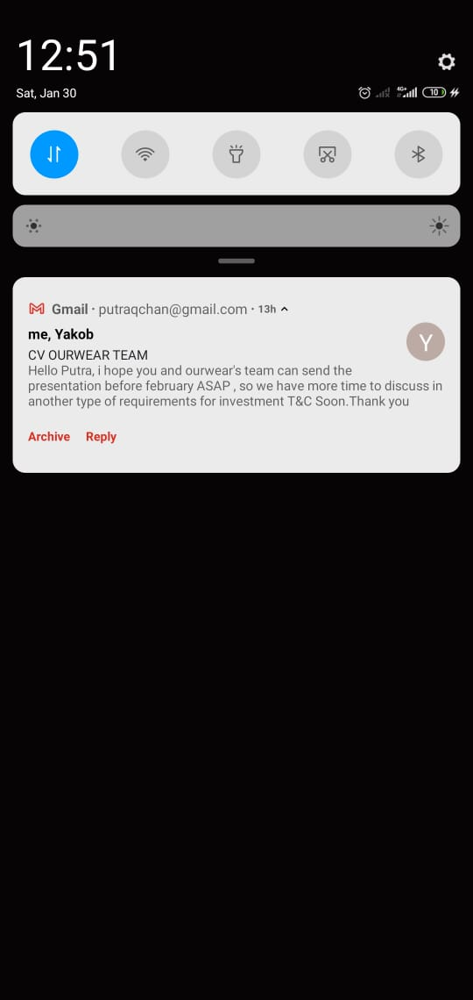 12:51
Sat, Jan 30
4G+ 10
Gmail · putraqchan@gmail.com · 13h
me, Yakob
Y
CV OURWEAR TEAM
Hello Putra, i hope you and ourwear's team can send the
presentation before february ASAP , so we have more time to discuss in
another type of requirements for investment T&C Soon.Thank you
Archive Reply